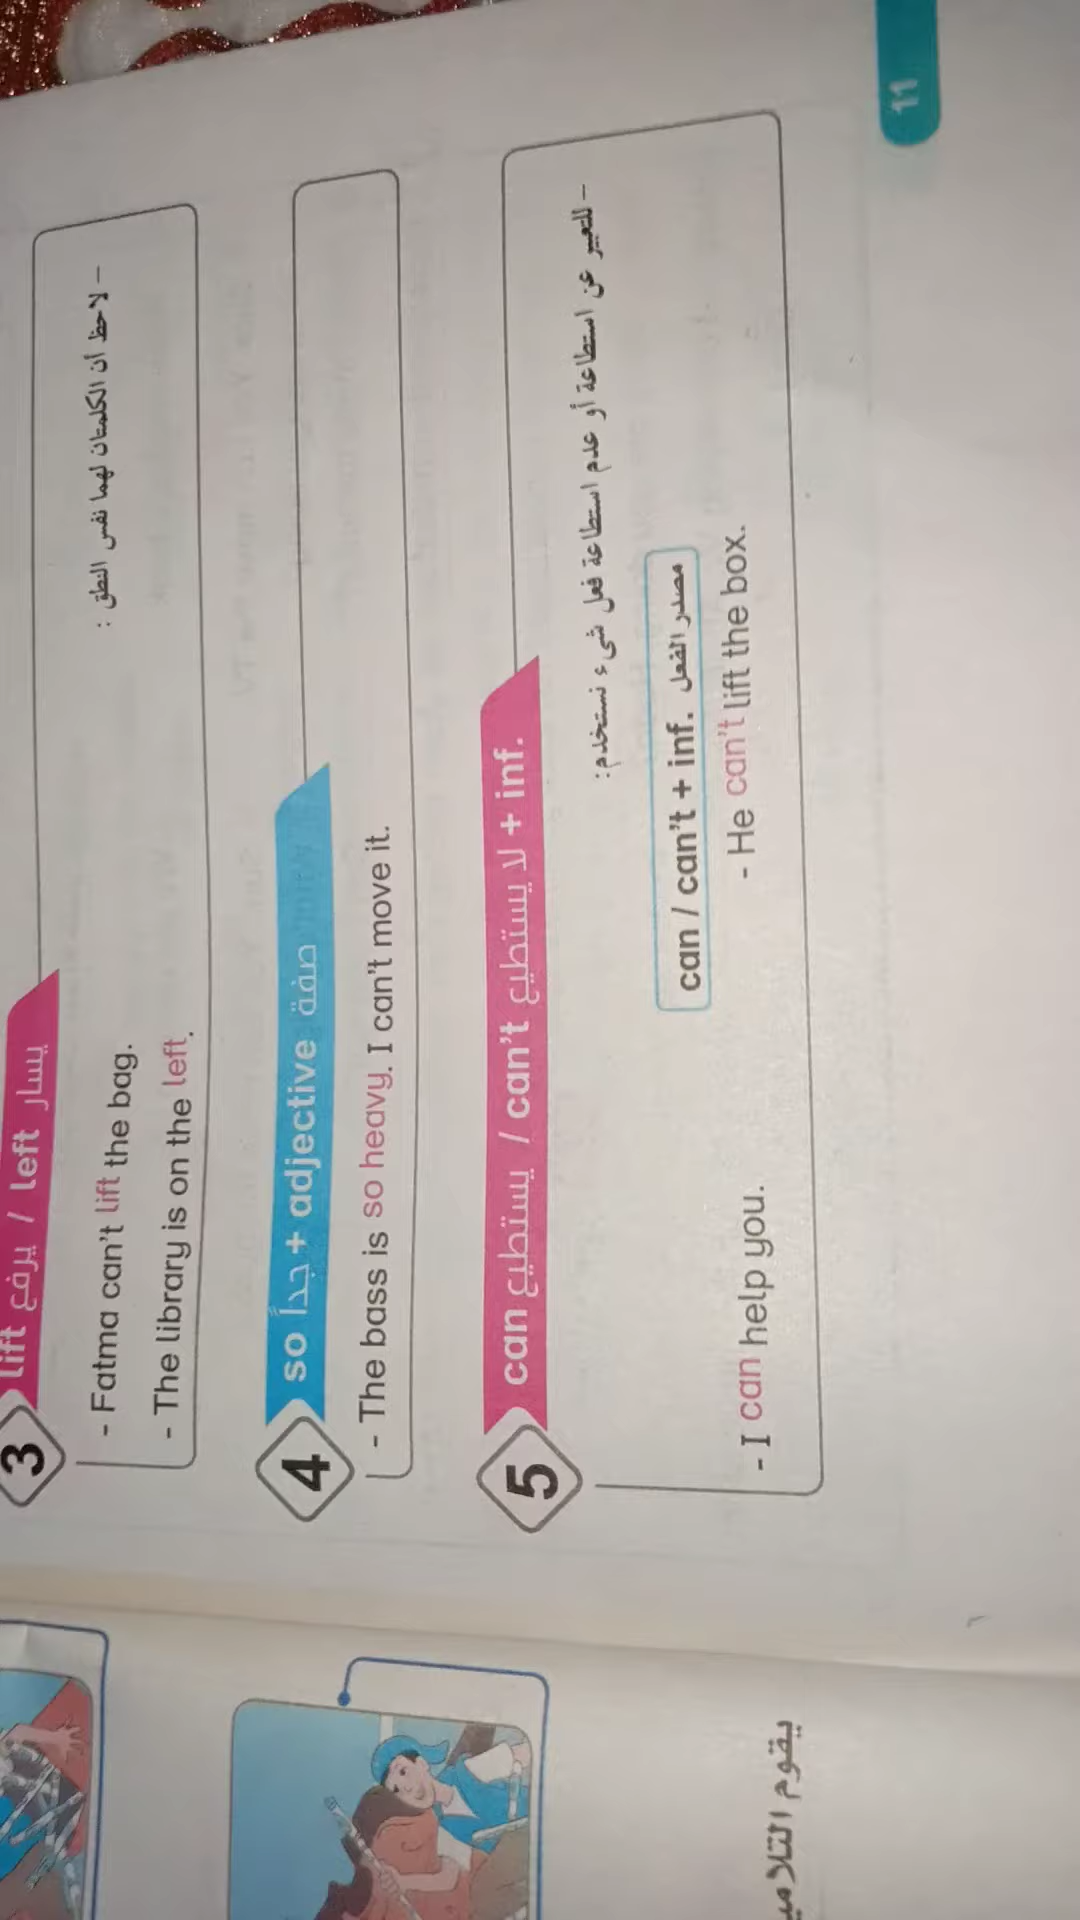 3 lift يرفع / left يسار
– لاحظ أن الكلمتان لهما نفس النطق :
- Fatma can't lift the bag.
- The library is on the left.
4 so جداً + adjective صفة
- The bass is so heavy. I can't move it.
5 can يستطيع / can't لا يستطيع + inf.
– للتعبير عن استطاعة أو عدم استطاعة فعل شىء نستخدم:
can / can't + inf. مصدر الفعل
- I can help you. - He can't lift the box.
11
يقوم